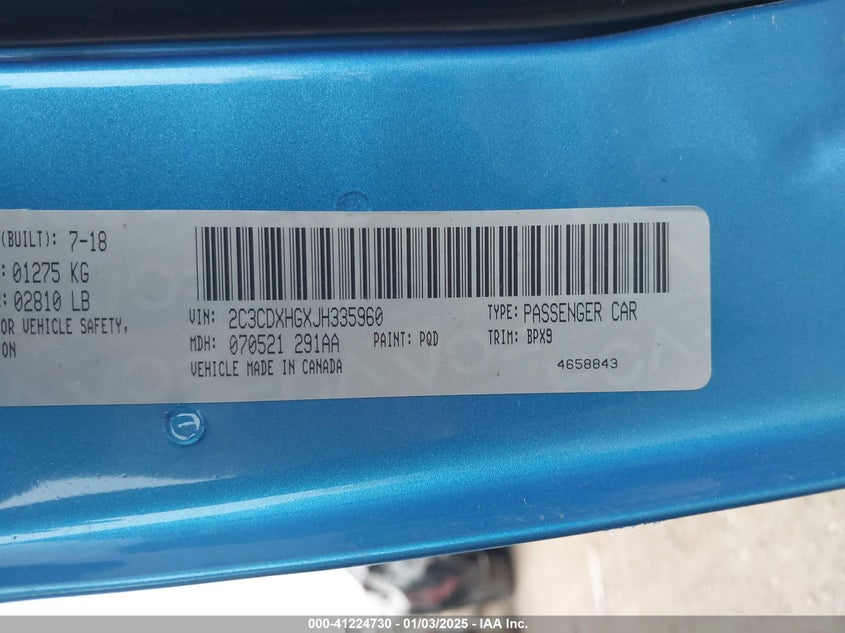 (BUILT): 7-18
: 01275 KG
: 02810 LB
OR VEHICLE SAFETY,
ION
VIN: 2C3CDXHGXJH335960 TYPE: PASSENGER CAR
MDH: 070521 291AA PAINT: PQD TRIM: BPX9
VEHICLE MADE IN CANADA 4658843
000-41224730 - 01/03/2025 - IAA Inc.